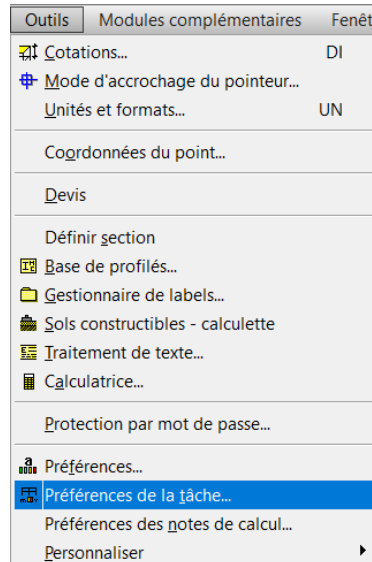 Outils Modules complémentaires Fenêt
Cotations... DI
Mode d'accrochage du pointeur...
Unités et formats... UN
Coordonnées du point...
Devis
Définir section
Base de profilés...
Gestionnaire de labels...
Sols constructibles - calculette
Traitement de texte...
Calculatrice...
Protection par mot de passe...
Préférences...
Préférences de la tâche...
Préférences des notes de calcul...
Personnaliser